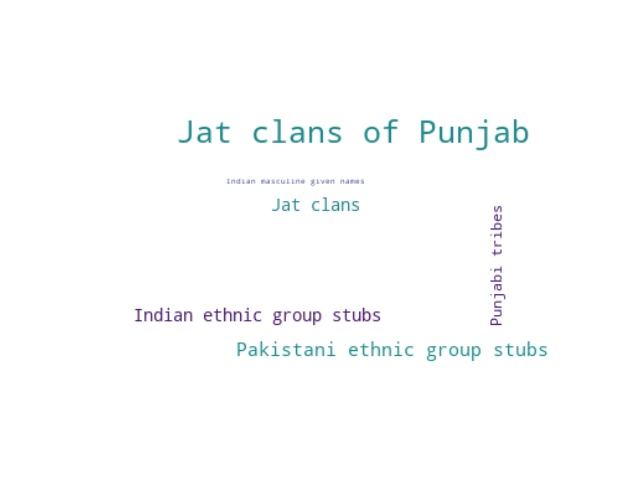 Jat clans of Punjab
Indian masculine given names
Jat clans
Punjabi tribes
Indian ethnic group stubs
Pakistani ethnic group stubs